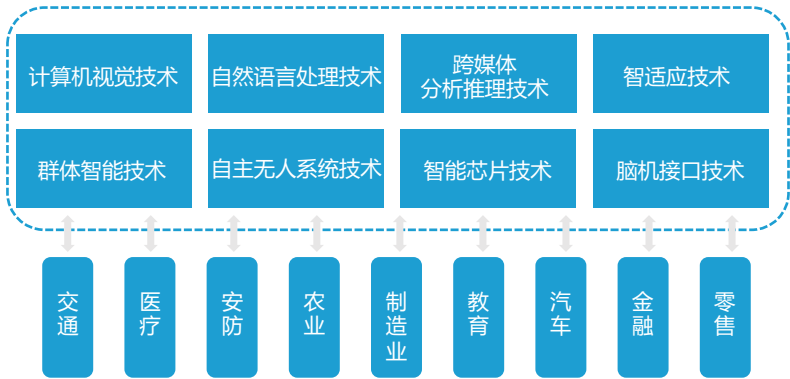 计算机视觉技术
自然语言处理技术
跨媒体
分析推理技术
智适应技术
群体智能技术
自主无人系统技术
智能芯片技术
脑机接口技术
交通
医疗
安防
农业
制造业
教育
汽车
金融
零售